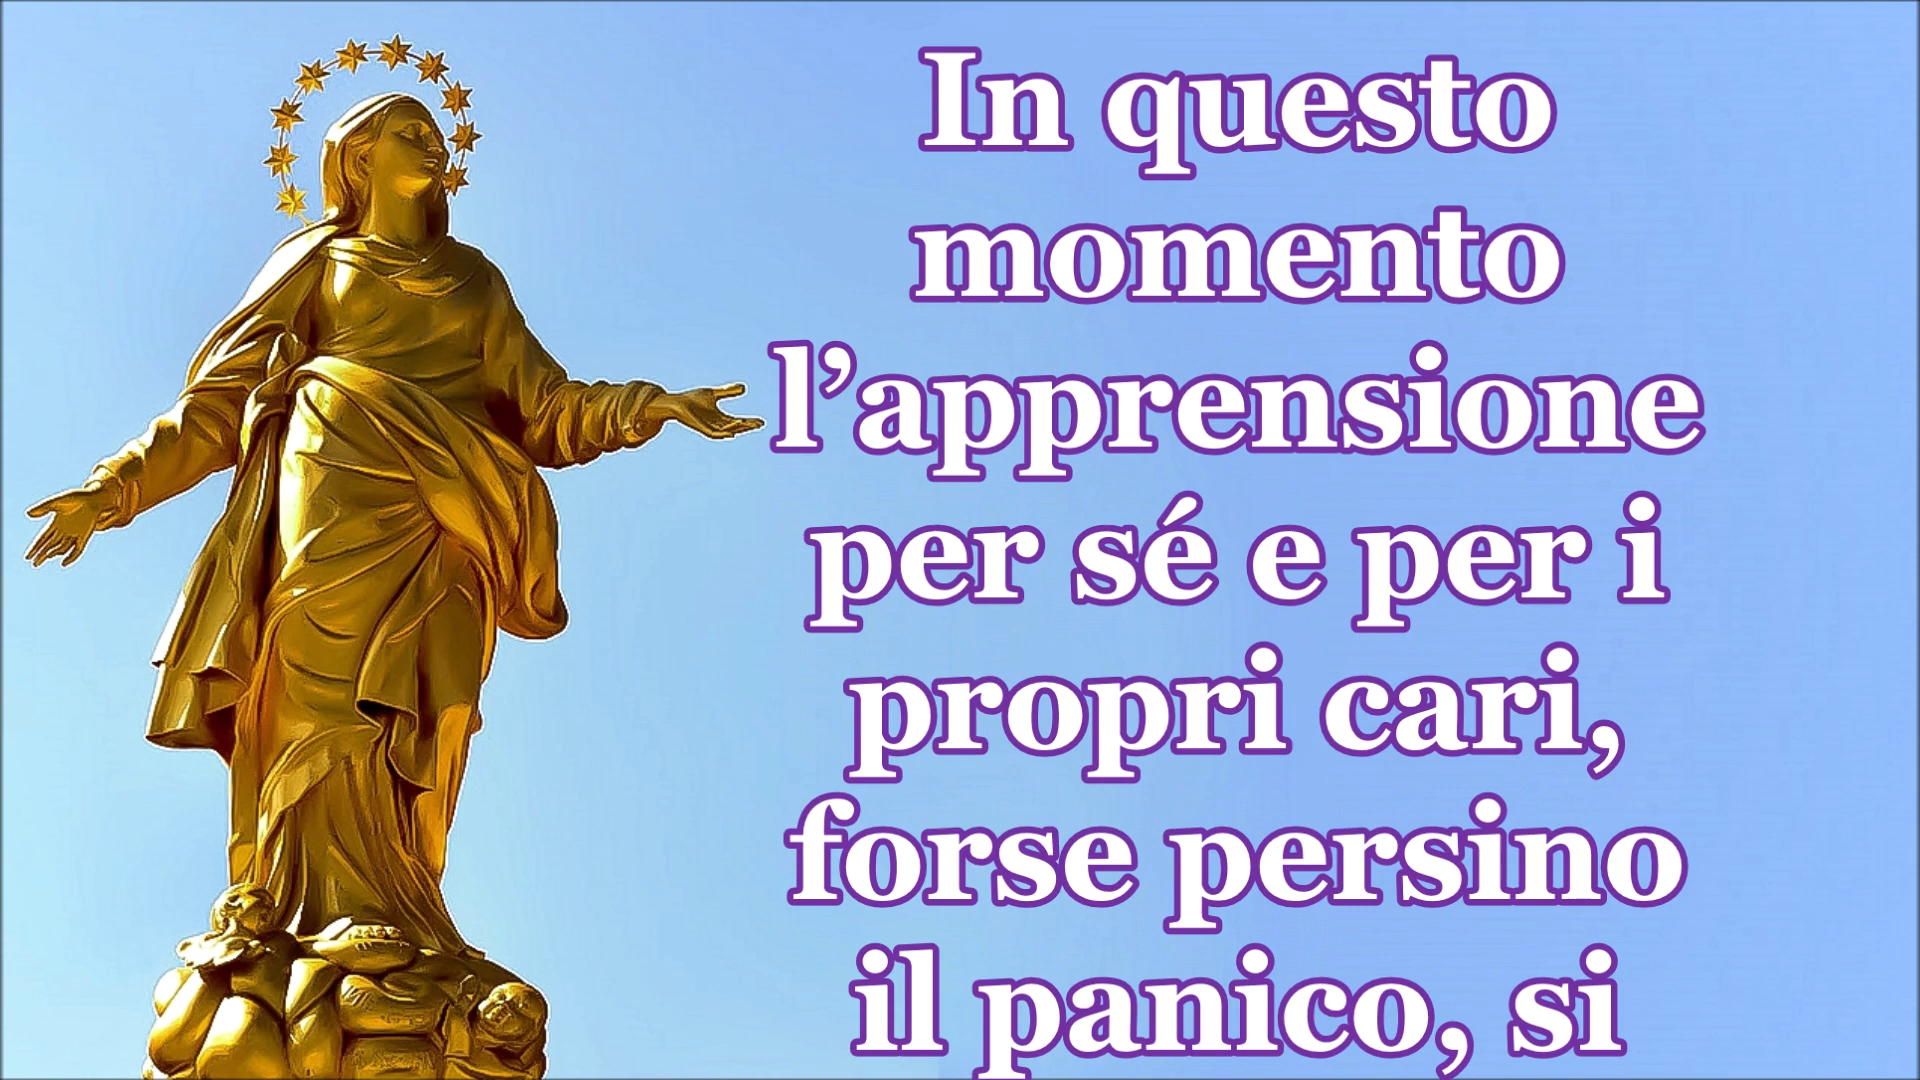 In questo
momento
l’apprensione
per sé e per i
propri cari,
forse persino
il panico, si